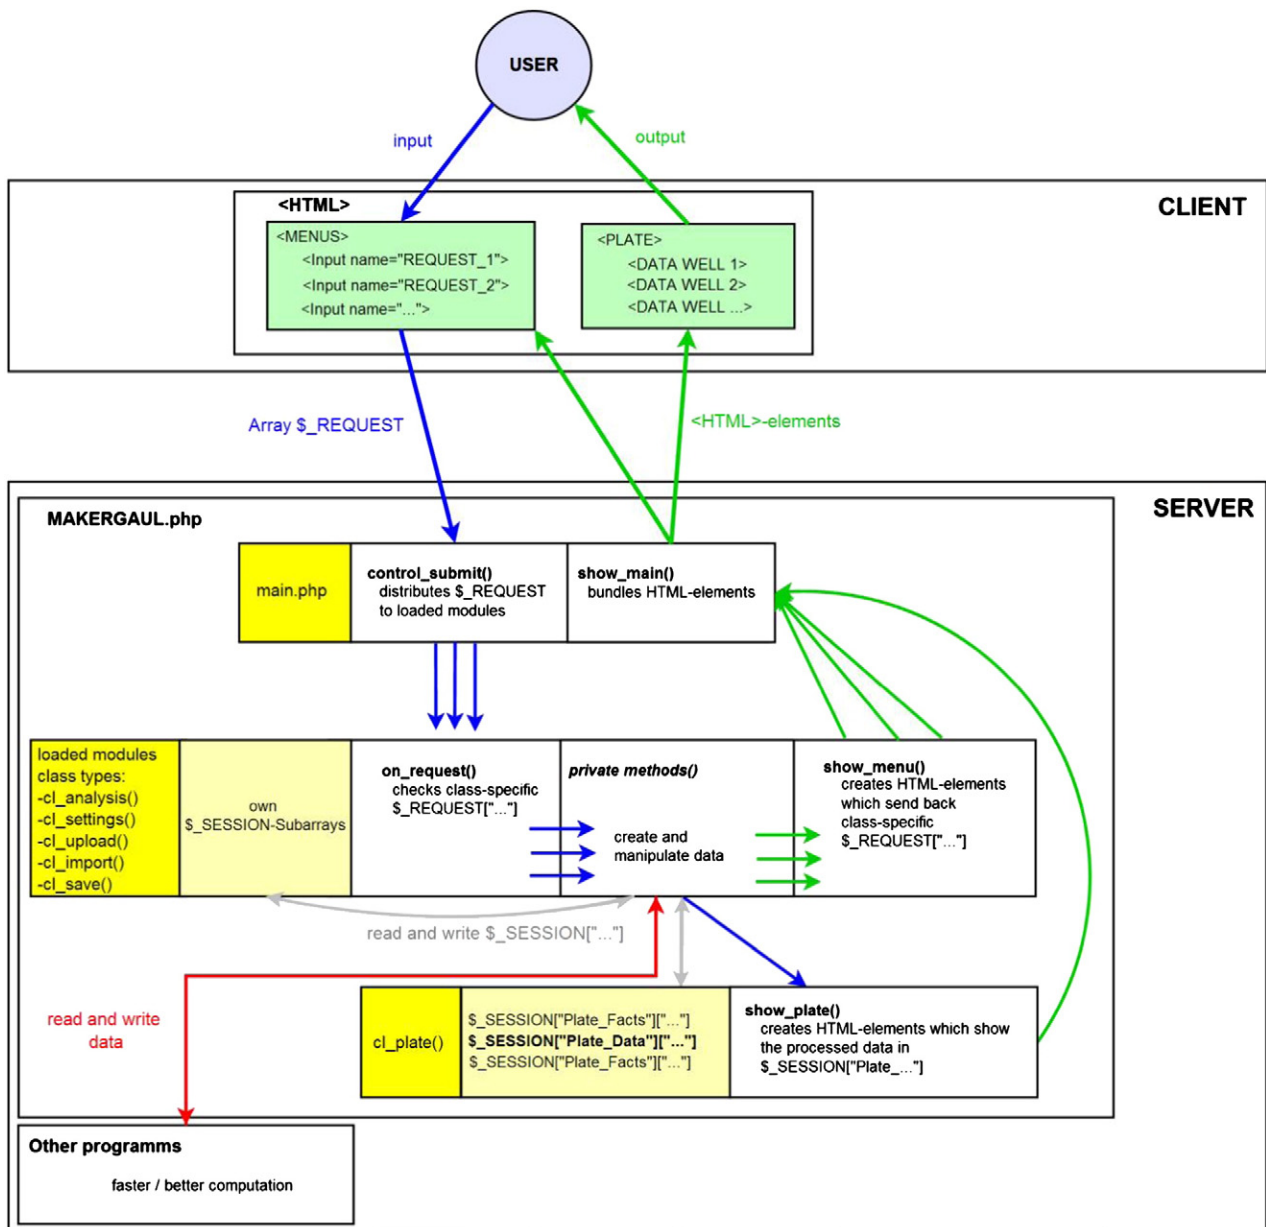 USER
input
output
CLIENT
<HTML>
<MENUS>
<Input name="REQUEST_1">
<Input name="REQUEST_2">
<Input name="...">
<PLATE>
<DATA WELL 1>
<DATA WELL 2>
<DATA WELL ...>
Array $_REQUEST
<HTML>-elements
SERVER
MAKERGAUL.php
main.php
control_submit()
distributes $_REQUEST
to loaded modules
show_main()
bundles HTML-elements
loaded modules
class types:
-cl_analysis()
-cl_settings()
-cl_upload()
-cl_import()
-cl_save()
own
$_SESSION-Subarrays
on_request()
checks class-specific
$_REQUEST["..."]
private methods()
create and
manipulate data
show_menu()
creates HTML-elements
which send back
class-specific
$_REQUEST["..."]
read and write $_SESSION["..."]
read and write
data
cl_plate()
$_SESSION["Plate_Facts"]["..."]
$_SESSION["Plate_Data"]["..."]
$_SESSION["Plate_Facts"]["..."]
show_plate()
creates HTML-elements which show
the processed data in
$_SESSION["Plate_..."]
Other programms
faster / better computation